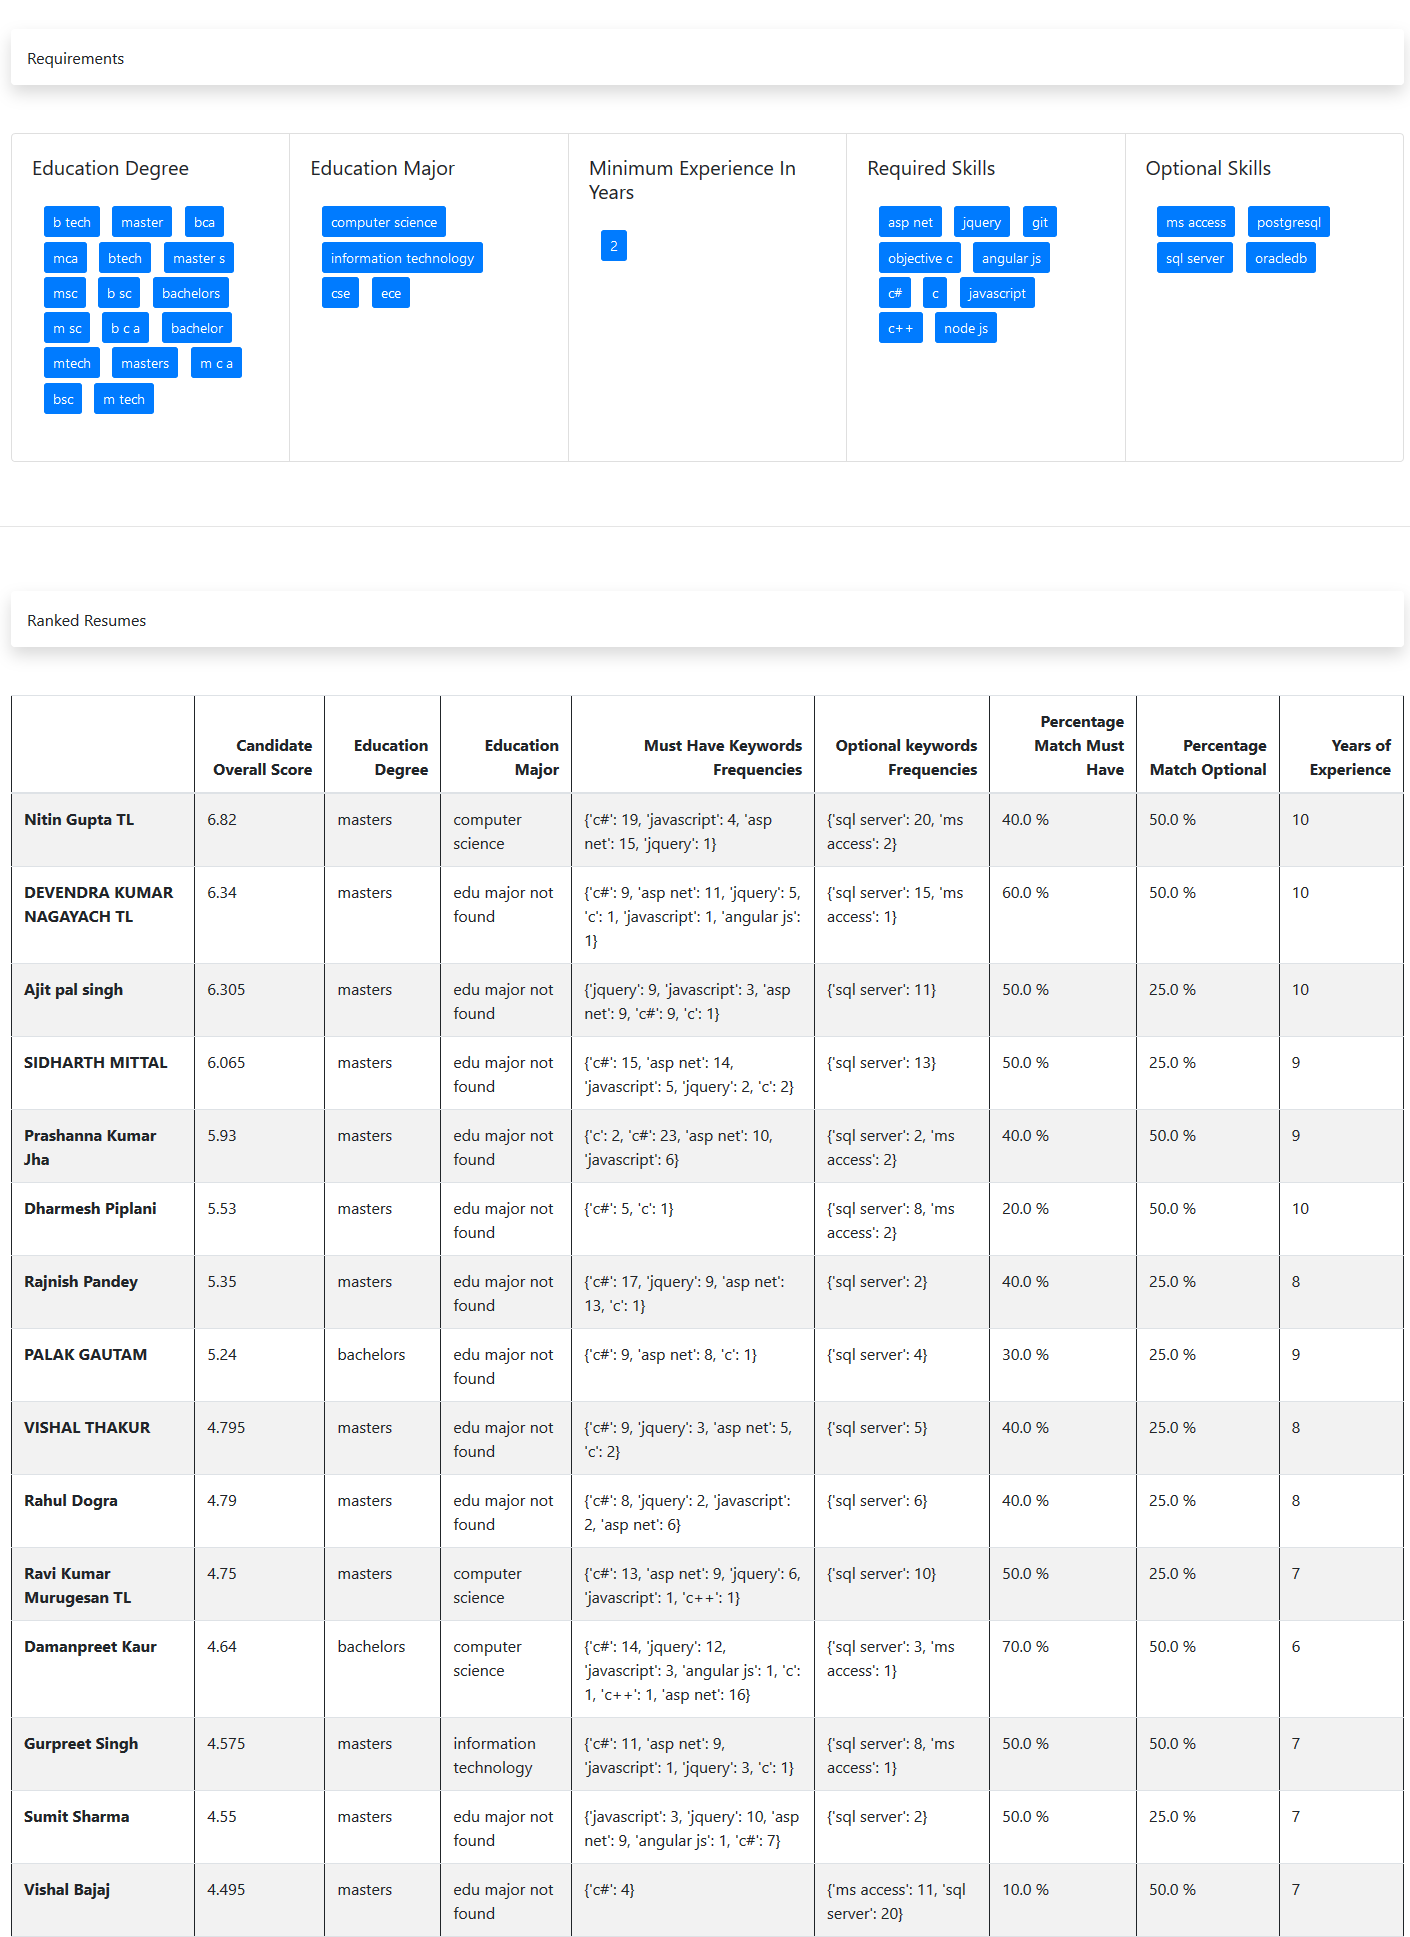 Requirements
Education Degree
b tech master bca
mca btech master s
msc b sc bachelors
m sc b c a bachelor
mtech masters m c a
bsc m tech
Education Major
computer science
information technology
cse ece
Minimum Experience In
Years
2
Required Skills
asp net jquery git
objective c angular js
c# c javascript
c++ node js
Optional Skills
ms access postgresql
sql server oracledb
Ranked Resumes
Candidate
Overall Score
Education
Degree
Education
Major
Must Have Keywords
Frequencies
Optional keywords
Frequencies
Percentage
Match Must
Have
Percentage
Match Optional
Years of
Experience
Nitin Gupta TL
6.82
masters
computer
science
{'c#': 19, 'javascript': 4, 'asp
net': 15, 'jquery': 1}
{'sql server': 20, 'ms
access': 2}
40.0 %
50.0 %
10
DEVENDRA KUMAR
NAGAYACH TL
6.34
masters
edu major not
found
{'c#': 9, 'asp net': 11, 'jquery': 5,
'c': 1, 'javascript': 1, 'angular js':
1}
{'sql server': 15, 'ms
access': 1}
60.0 %
50.0 %
10
Ajit pal singh
6.305
masters
edu major not
found
{'jquery': 9, 'javascript': 3, 'asp
net': 9, 'c#': 9, 'c': 1}
{'sql server': 11}
50.0 %
25.0 %
10
SIDHARTH MITTAL
6.065
masters
edu major not
found
{'c#': 15, 'asp net': 14,
'javascript': 5, 'jquery': 2, 'c': 2}
{'sql server': 13}
50.0 %
25.0 %
9
Prashanna Kumar
Jha
5.93
masters
edu major not
found
{'c': 2, 'c#': 23, 'asp net': 10,
'javascript': 6}
{'sql server': 2, 'ms
access': 2}
40.0 %
50.0 %
9
Dharmesh Piplani
5.53
masters
edu major not
found
{'c#': 5, 'c': 1}
{'sql server': 8, 'ms
access': 2}
20.0 %
50.0 %
10
Rajnish Pandey
5.35
masters
edu major not
found
{'c#': 17, 'jquery': 9, 'asp net':
13, 'c': 1}
{'sql server': 2}
40.0 %
25.0 %
8
PALAK GAUTAM
5.24
bachelors
edu major not
found
{'c#': 9, 'asp net': 8, 'c': 1}
{'sql server': 4}
30.0 %
25.0 %
9
VISHAL THAKUR
4.795
masters
edu major not
found
{'c#': 9, 'jquery': 3, 'asp net': 5,
'c': 2}
{'sql server': 5}
40.0 %
25.0 %
8
Rahul Dogra
4.79
masters
edu major not
found
{'c#': 8, 'jquery': 2, 'javascript':
2, 'asp net': 6}
{'sql server': 6}
40.0 %
25.0 %
8
Ravi Kumar
Murugesan TL
4.75
masters
computer
science
{'c#': 13, 'asp net': 9, 'jquery': 6,
'javascript': 1, 'c++': 1}
{'sql server': 10}
50.0 %
25.0 %
7
Damanpreet Kaur
4.64
bachelors
computer
science
{'c#': 14, 'jquery': 12,
'javascript': 3, 'angular js': 1, 'c':
1, 'c++': 1, 'asp net': 16}
{'sql server': 3, 'ms
access': 1}
70.0 %
50.0 %
6
Gurpreet Singh
4.575
masters
information
technology
{'c#': 11, 'asp net': 9,
'javascript': 1, 'jquery': 3, 'c': 1}
{'sql server': 8, 'ms
access': 1}
50.0 %
50.0 %
7
Sumit Sharma
4.55
masters
edu major not
found
{'javascript': 3, 'jquery': 10, 'asp
net': 9, 'angular js': 1, 'c#': 7}
{'sql server': 2}
50.0 %
25.0 %
7
Vishal Bajaj
4.495
masters
edu major not
found
{'c#': 4}
{'ms access': 11, 'sql
server': 20}
10.0 %
50.0 %
7